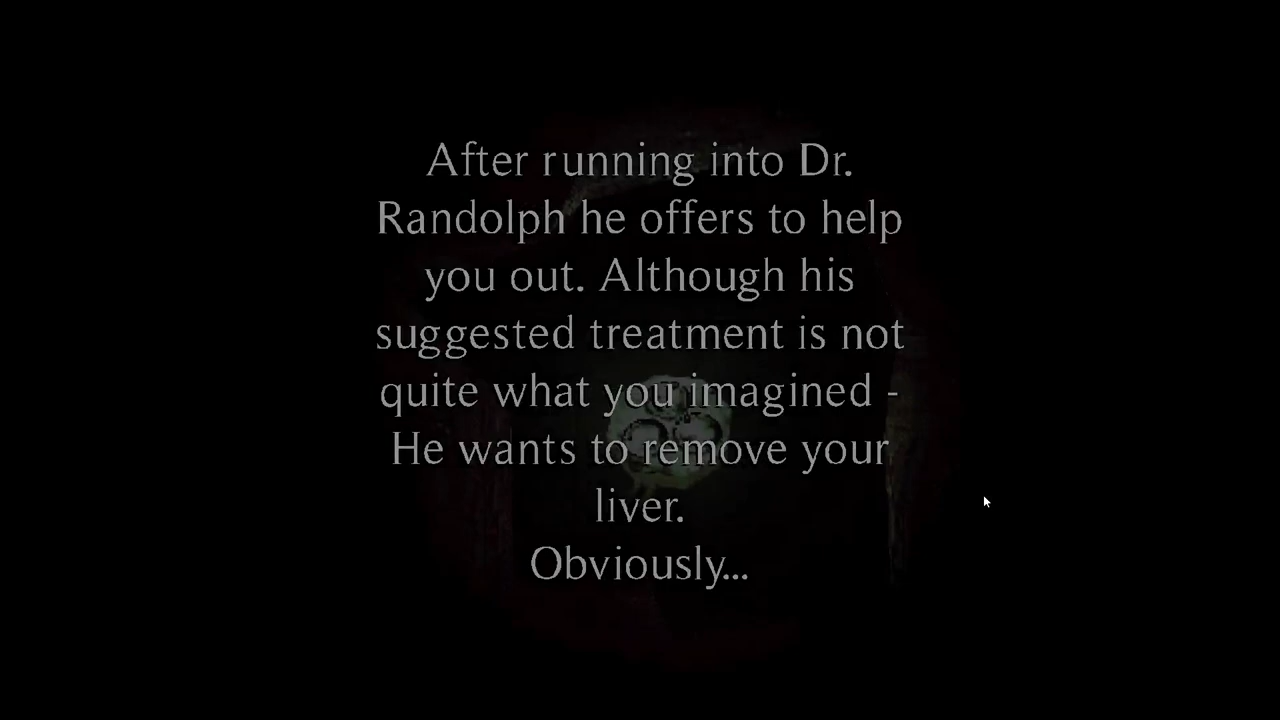 After running into Dr.
Randolph he offers to help
you out. Although his
suggested treatment is not
quite what you imagined -
He wants to remove your
liver.
Obviously...